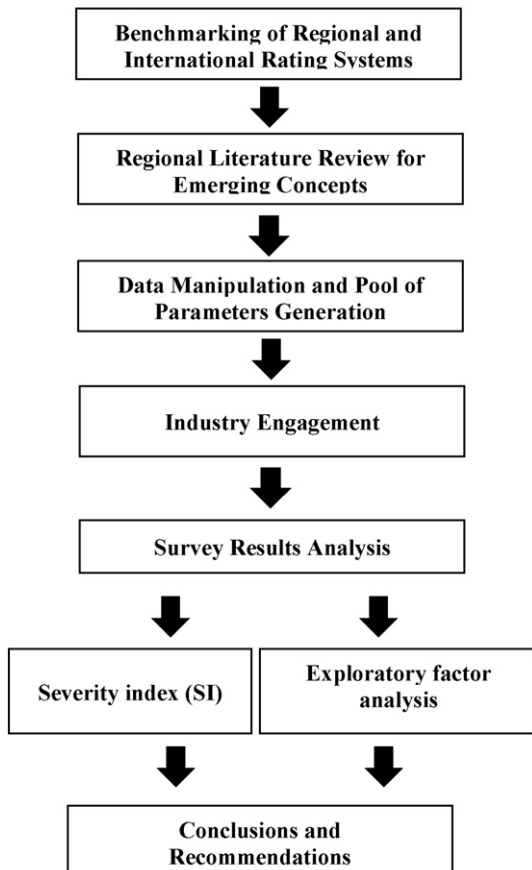 Benchmarking of Regional and
International Rating Systems
Regional Literature Review for
Emerging Concepts
Data Manipulation and Pool of
Parameters Generation
Industry Engagement
Survey Results Analysis
Severity index (SI)
Exploratory factor
analysis
Conclusions and
Recommendations